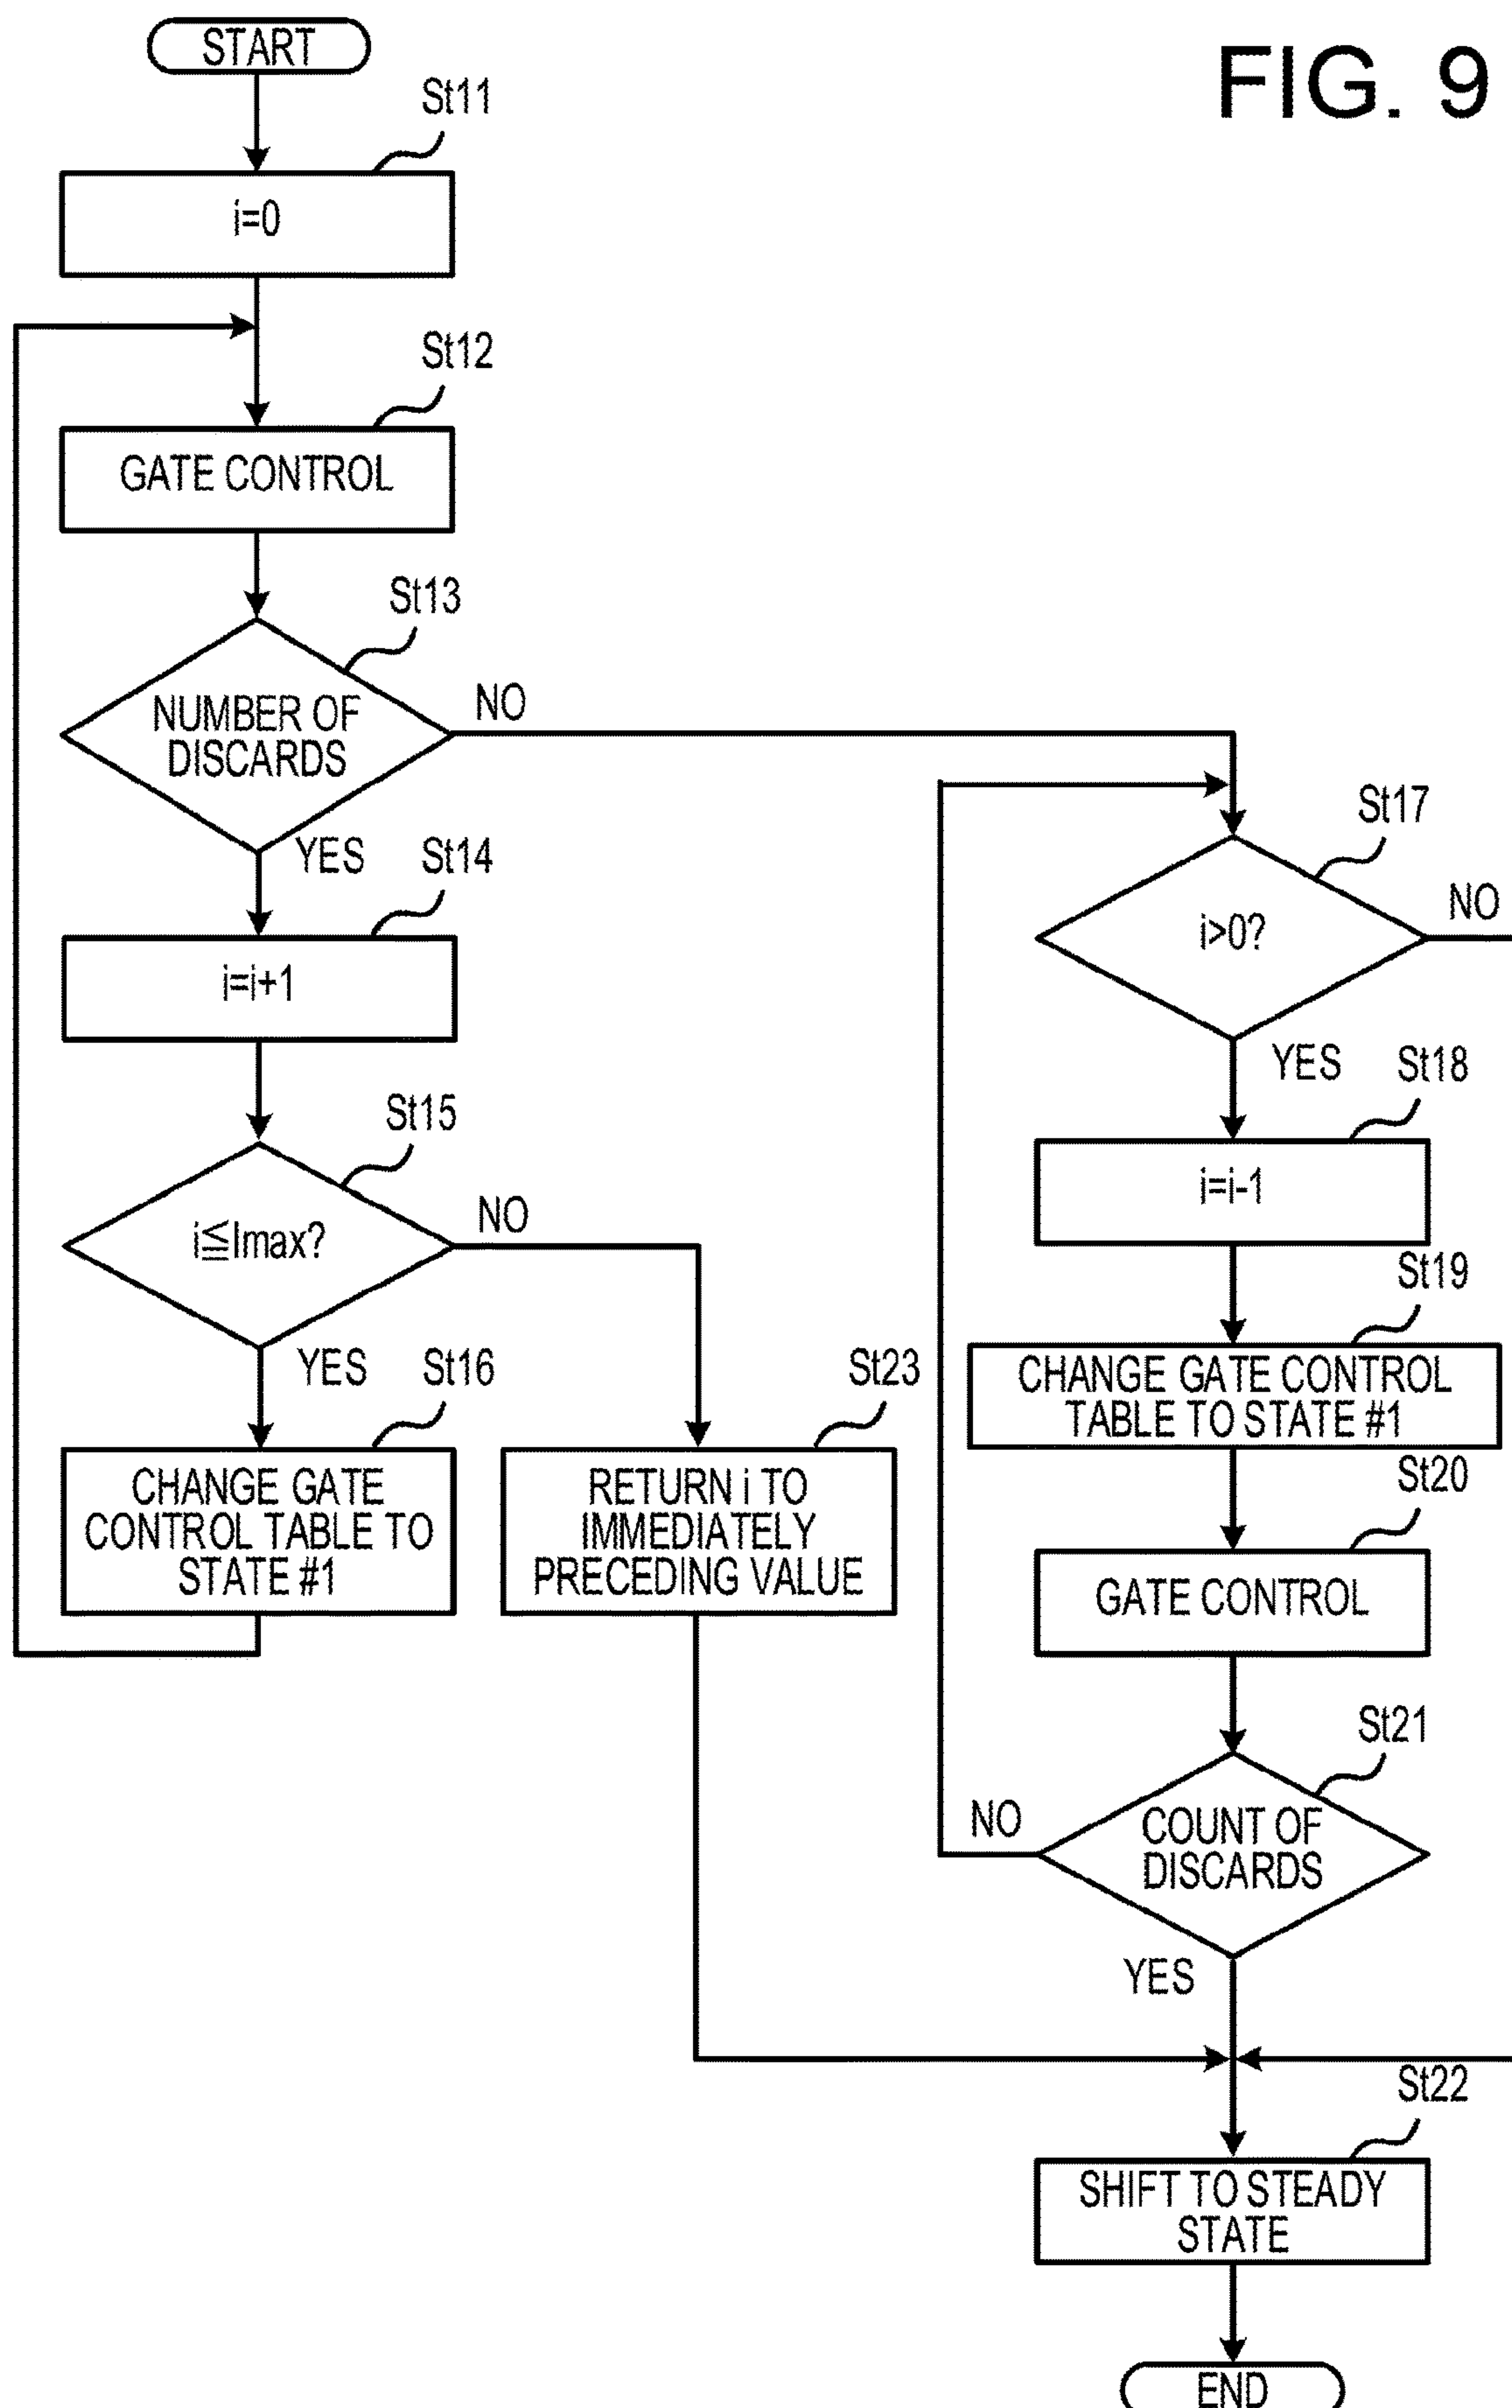 FIG. 9
START
St11
i=0
St12
GATE CONTROL
St13
NUMBER OF
DISCARDS
NO
YES
St14
i=i+1
St15
i≦Imax?
NO
YES
St16
CHANGE GATE
CONTROL TABLE TO
STATE #1
St23
RETURN i TO
IMMEDIATELY
PRECEDING VALUE
St17
i>0?
NO
YES
St18
i=i-1
St19
CHANGE GATE CONTROL
TABLE TO STATE #1
St20
GATE CONTROL
St21
COUNT OF
DISCARDS
NO
YES
St22
SHIFT TO STEADY
STATE
END